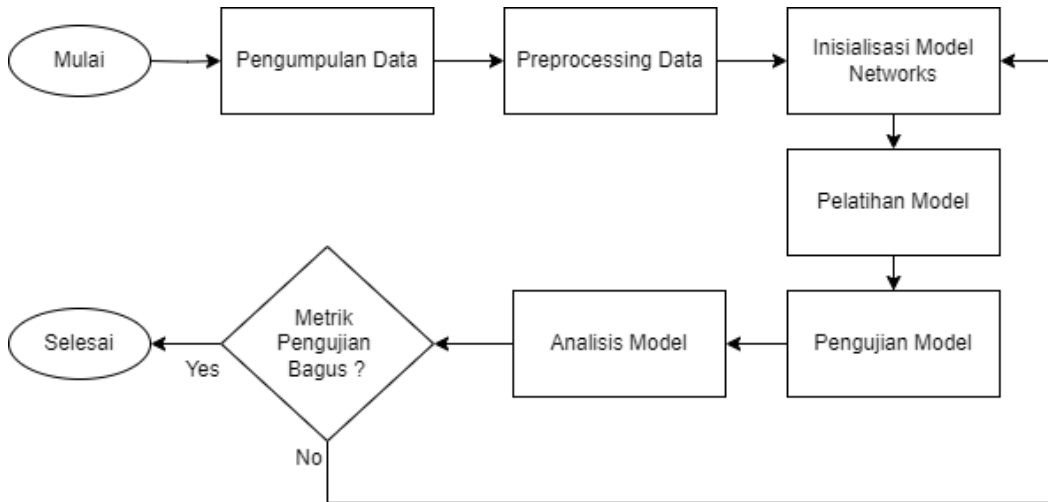 Mulai
Pengumpulan Data
Preprocessing Data
Inisialisasi Model
Networks
Pelatihan Model
Pengujian Model
Analisis Model
Metrik
Pengujian
Bagus ?
Yes
Selesai
No